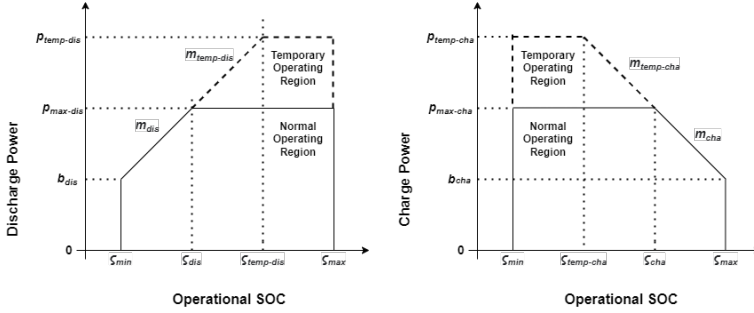 Discharge Power
p_temp-dis
p_max-dis
b_dis
0
m_temp-dis
m_dis
Temporary
Operating
Region
Normal
Operating
Region
ς_min
ς_dis
ς_temp-dis
ς_max
Operational SOC
Charge Power
p_temp-cha
p_max-cha
b_cha
0
Temporary
Operating
Region
m_temp-cha
Normal
Operating
Region
m_cha
ς_min
ς_temp-cha
ς_cha
ς_max
Operational SOC